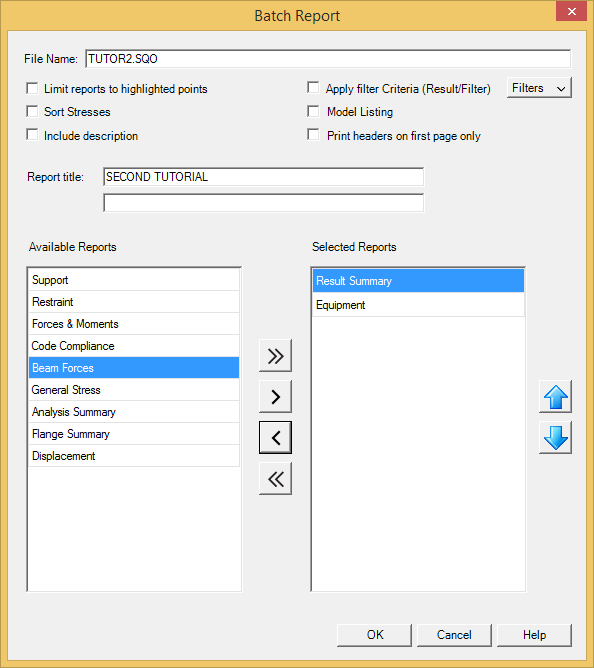 Batch Report
File Name: TUTOR2.SQO
Limit reports to highlighted points
Apply filter Criteria (Result/Filter)
Filters
Sort Stresses
Model Listing
Include description
Print headers on first page only
Report title: SECOND TUTORIAL
Available Reports
Support
Restraint
Forces & Moments
Code Compliance
Beam Forces
General Stress
Analysis Summary
Flange Summary
Displacement
Selected Reports
Result Summary
Equipment
OK
Cancel
Help